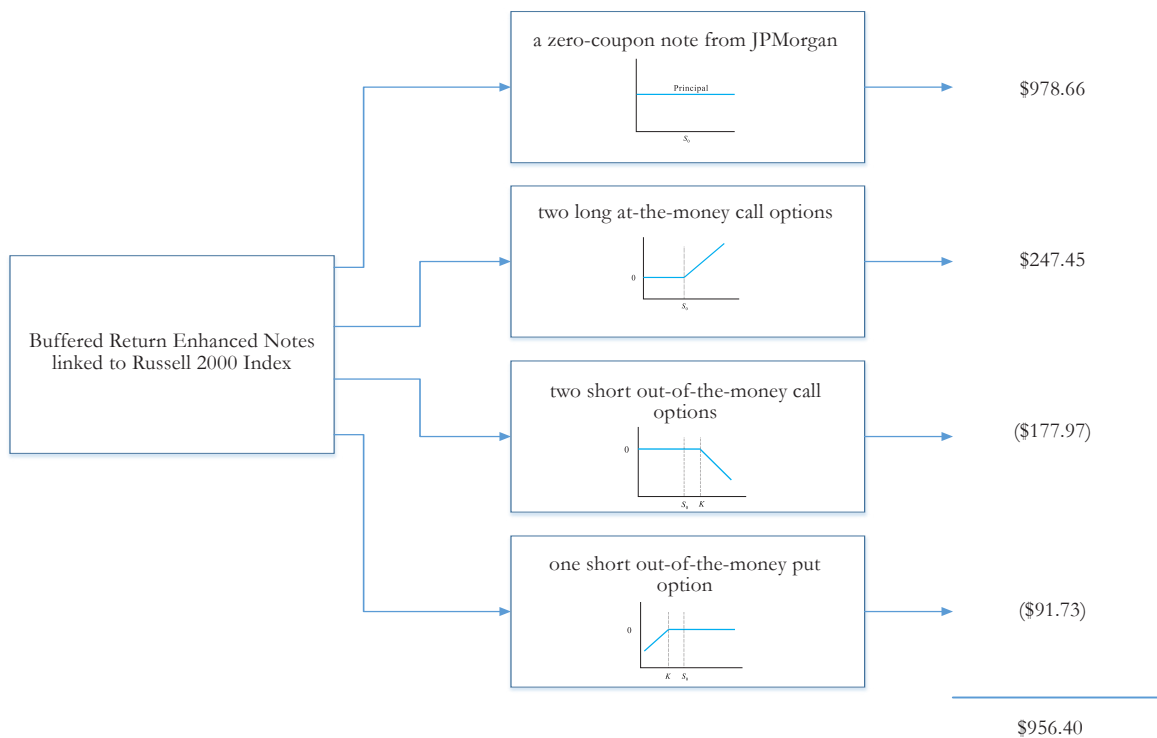 a zero-coupon note from JPMorgan
Principal
S₀
$978.66
two long at-the-money call options
0
S₀
$247.45
Buffered Return Enhanced Notes
linked to Russell 2000 Index
two short out-of-the-money call
options
0
S₀ K
($177.97)
one short out-of-the-money put
option
0
K S₀
($91.73)
$956.40